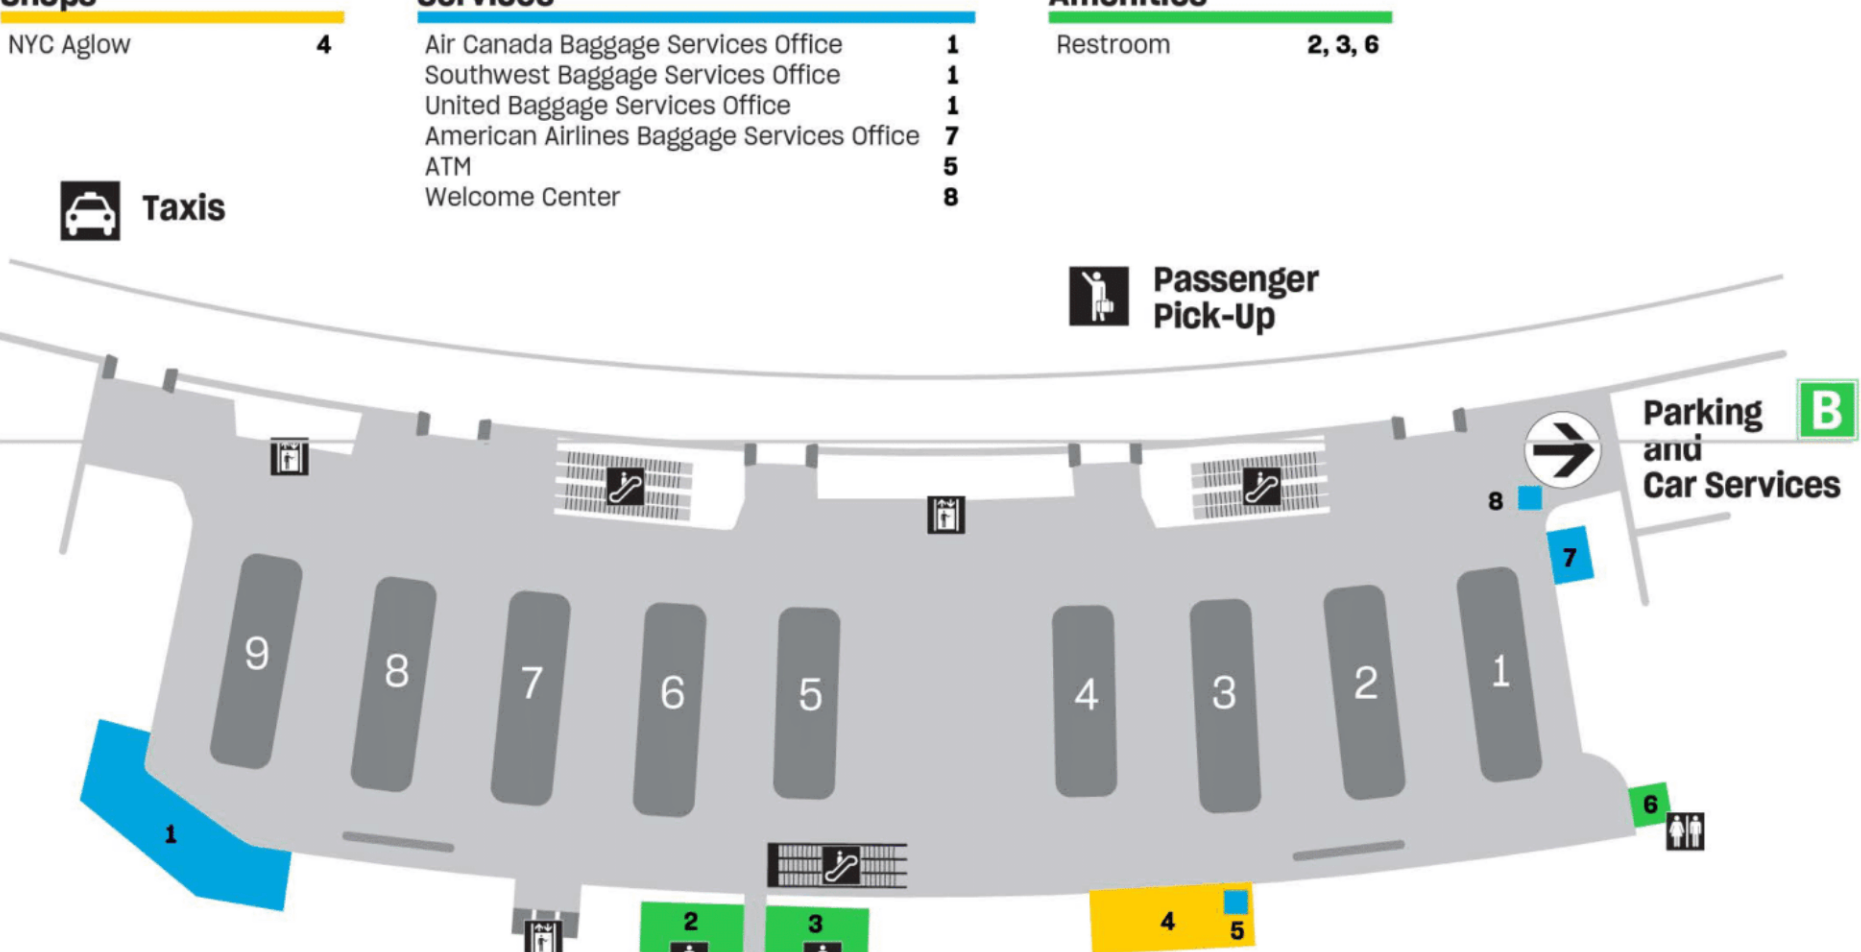 Shops
NYC Aglow 4
Services
Air Canada Baggage Services Office 1
Southwest Baggage Services Office 1
United Baggage Services Office 1
American Airlines Baggage Services Office 7
ATM 5
Welcome Center 8
Amenities
Restroom 2, 3, 6
Taxis
Passenger
Pick-Up
Parking
and
Car Services
B
8
7
9
8
7
6
5
4
3
2
1
1
6
2
3
4
5